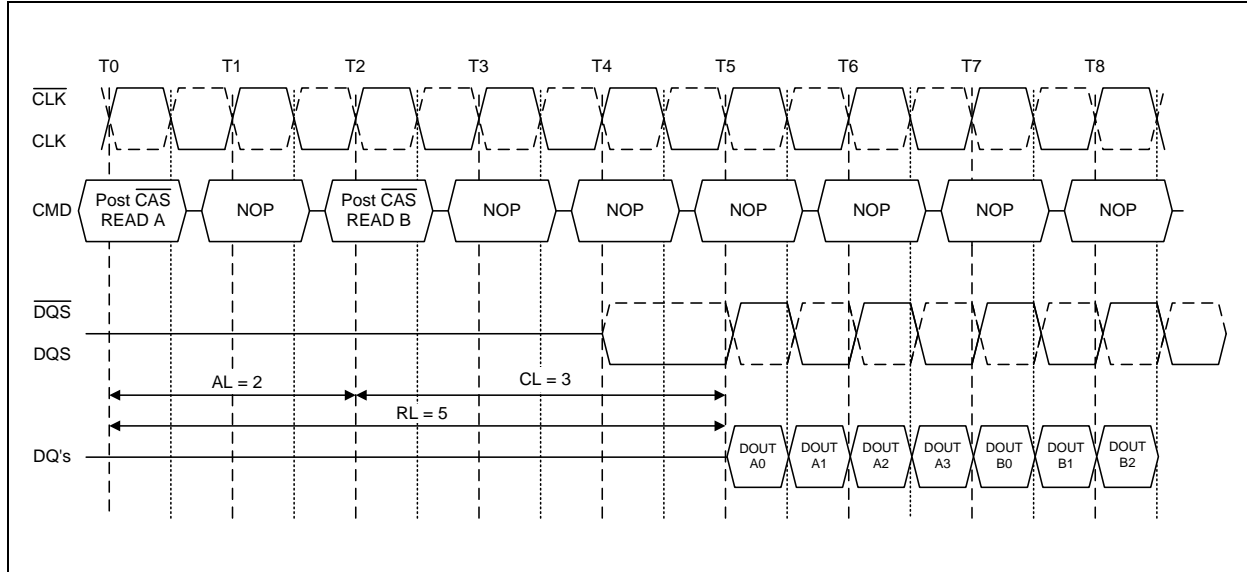 T0 T1 T2 T3 T4 T5 T6 T7 T8
CLK
CLK
CMD
Post CAS
READ A
NOP
Post CAS
READ B
NOP
NOP
NOP
NOP
NOP
NOP
DQS
DQS
AL = 2
CL = 3
RL = 5
DQ's
DOUT
A0
DOUT
A1
DOUT
A2
DOUT
A3
DOUT
B0
DOUT
B1
DOUT
B2